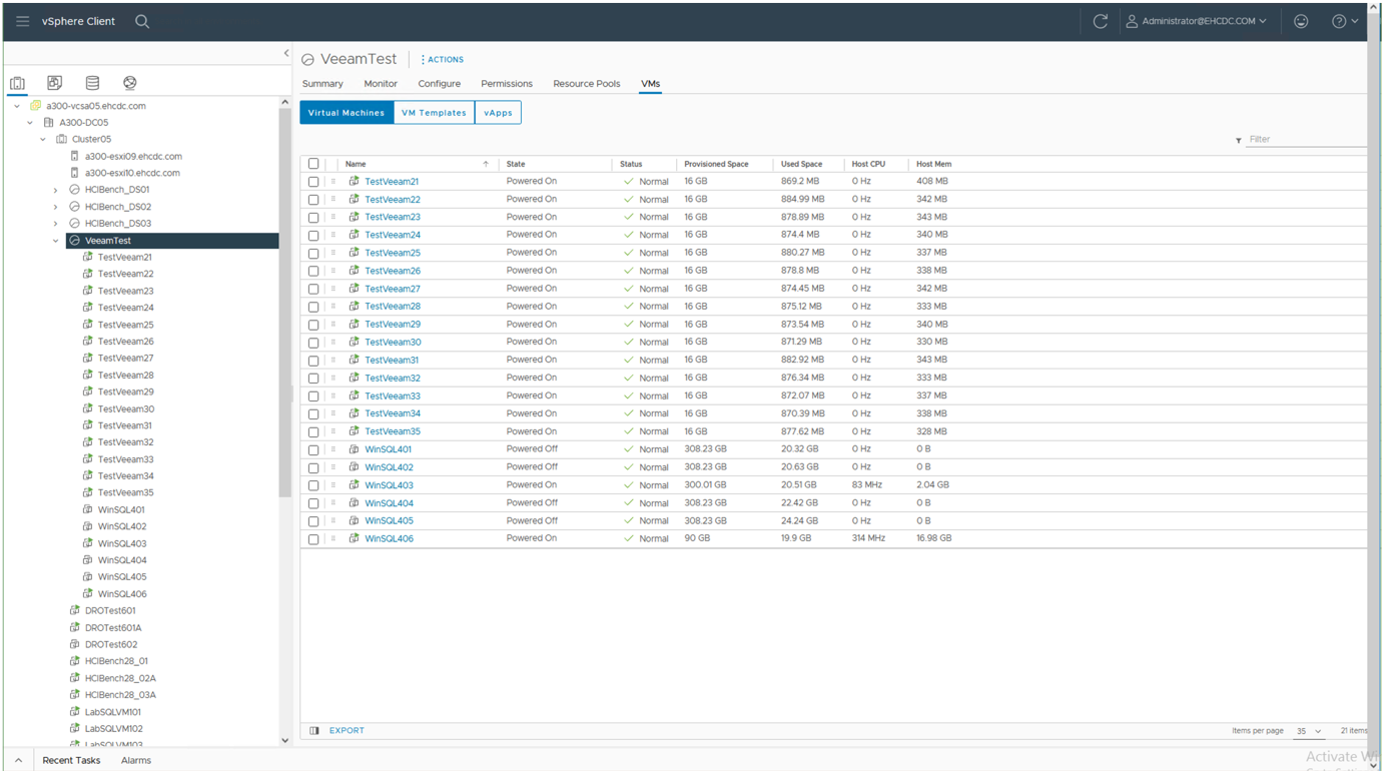 vSphere Client
Administrator@EHCDC.COM
VeeamTest
ACTIONS
Summary Monitor Configure Permissions Resource Pools VMs
Virtual Machines VM Templates vApps
Filter
a300-vcsa05.ehcdc.com
A300-DC05
Cluster05
a300-esxi09.ehcdc.com
a300-esxi10.ehcdc.com
HCIBench_DS01
HCIBench_DS02
HCIBench_DS03
VeeamTest
TestVeeam21
TestVeeam22
TestVeeam23
TestVeeam24
TestVeeam25
TestVeeam26
TestVeeam27
TestVeeam28
TestVeeam29
TestVeeam30
TestVeeam31
TestVeeam32
TestVeeam33
TestVeeam34
TestVeeam35
WinSQL401
WinSQL402
WinSQL403
WinSQL404
WinSQL405
WinSQL406
DROTest601
DROTest601A
DROTest602
HCIBench28_01
HCIBench28_02A
HCIBench28_03A
LabSQLVM101
LabSQLVM102
LabSQLVM103
Name State Status Provisioned Space Used Space Host CPU Host Mem
TestVeeam21 Powered On Normal 16 GB 869.2 MB 0 Hz 408 MB
TestVeeam22 Powered On Normal 16 GB 884.99 MB 0 Hz 342 MB
TestVeeam23 Powered On Normal 16 GB 878.89 MB 0 Hz 343 MB
TestVeeam24 Powered On Normal 16 GB 874.4 MB 0 Hz 340 MB
TestVeeam25 Powered On Normal 16 GB 880.27 MB 0 Hz 337 MB
TestVeeam26 Powered On Normal 16 GB 878.8 MB 0 Hz 338 MB
TestVeeam27 Powered On Normal 16 GB 874.45 MB 0 Hz 342 MB
TestVeeam28 Powered On Normal 16 GB 875.12 MB 0 Hz 333 MB
TestVeeam29 Powered On Normal 16 GB 873.54 MB 0 Hz 340 MB
TestVeeam30 Powered On Normal 16 GB 871.29 MB 0 Hz 330 MB
TestVeeam31 Powered On Normal 16 GB 882.92 MB 0 Hz 343 MB
TestVeeam32 Powered On Normal 16 GB 876.34 MB 0 Hz 333 MB
TestVeeam33 Powered On Normal 16 GB 872.07 MB 0 Hz 337 MB
TestVeeam34 Powered On Normal 16 GB 870.39 MB 0 Hz 338 MB
TestVeeam35 Powered On Normal 16 GB 877.62 MB 0 Hz 328 MB
WinSQL401 Powered Off Normal 308.23 GB 20.32 GB 0 Hz 0 B
WinSQL402 Powered Off Normal 308.23 GB 20.63 GB 0 Hz 0 B
WinSQL403 Powered On Normal 300.01 GB 20.51 GB 83 MHz 2.04 GB
WinSQL404 Powered Off Normal 308.23 GB 22.42 GB 0 Hz 0 B
WinSQL405 Powered Off Normal 308.23 GB 24.24 GB 0 Hz 0 B
WinSQL406 Powered On Normal 90 GB 19.9 GB 314 MHz 16.98 GB
EXPORT
Items per page 35 21 items
Recent Tasks Alarms
Activate Wi